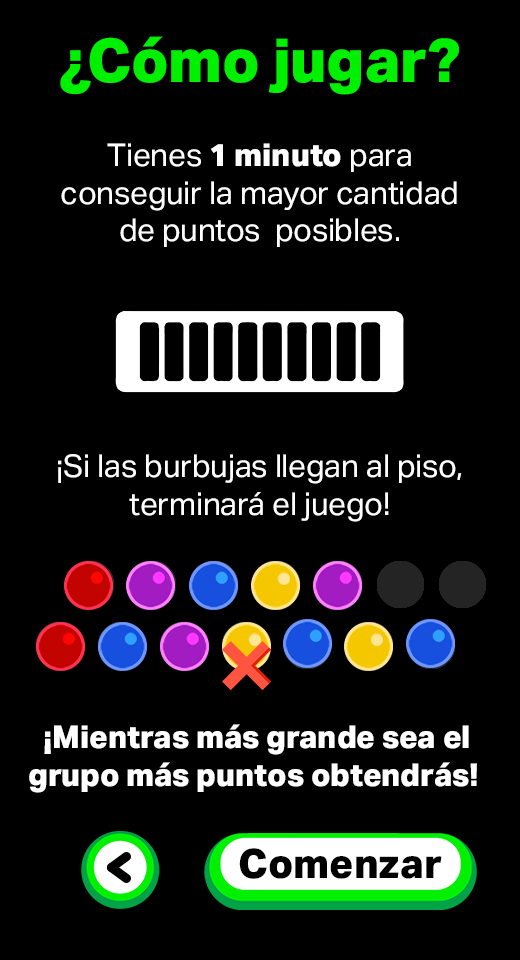 ¿Cómo jugar?
Tienes 1 minuto para
conseguir la mayor cantidad
de puntos  posibles.
¡Si las burbujas llegan al piso,
terminará el juego!
¡Mientras más grande sea el
grupo más puntos obtendrás!
Comenzar